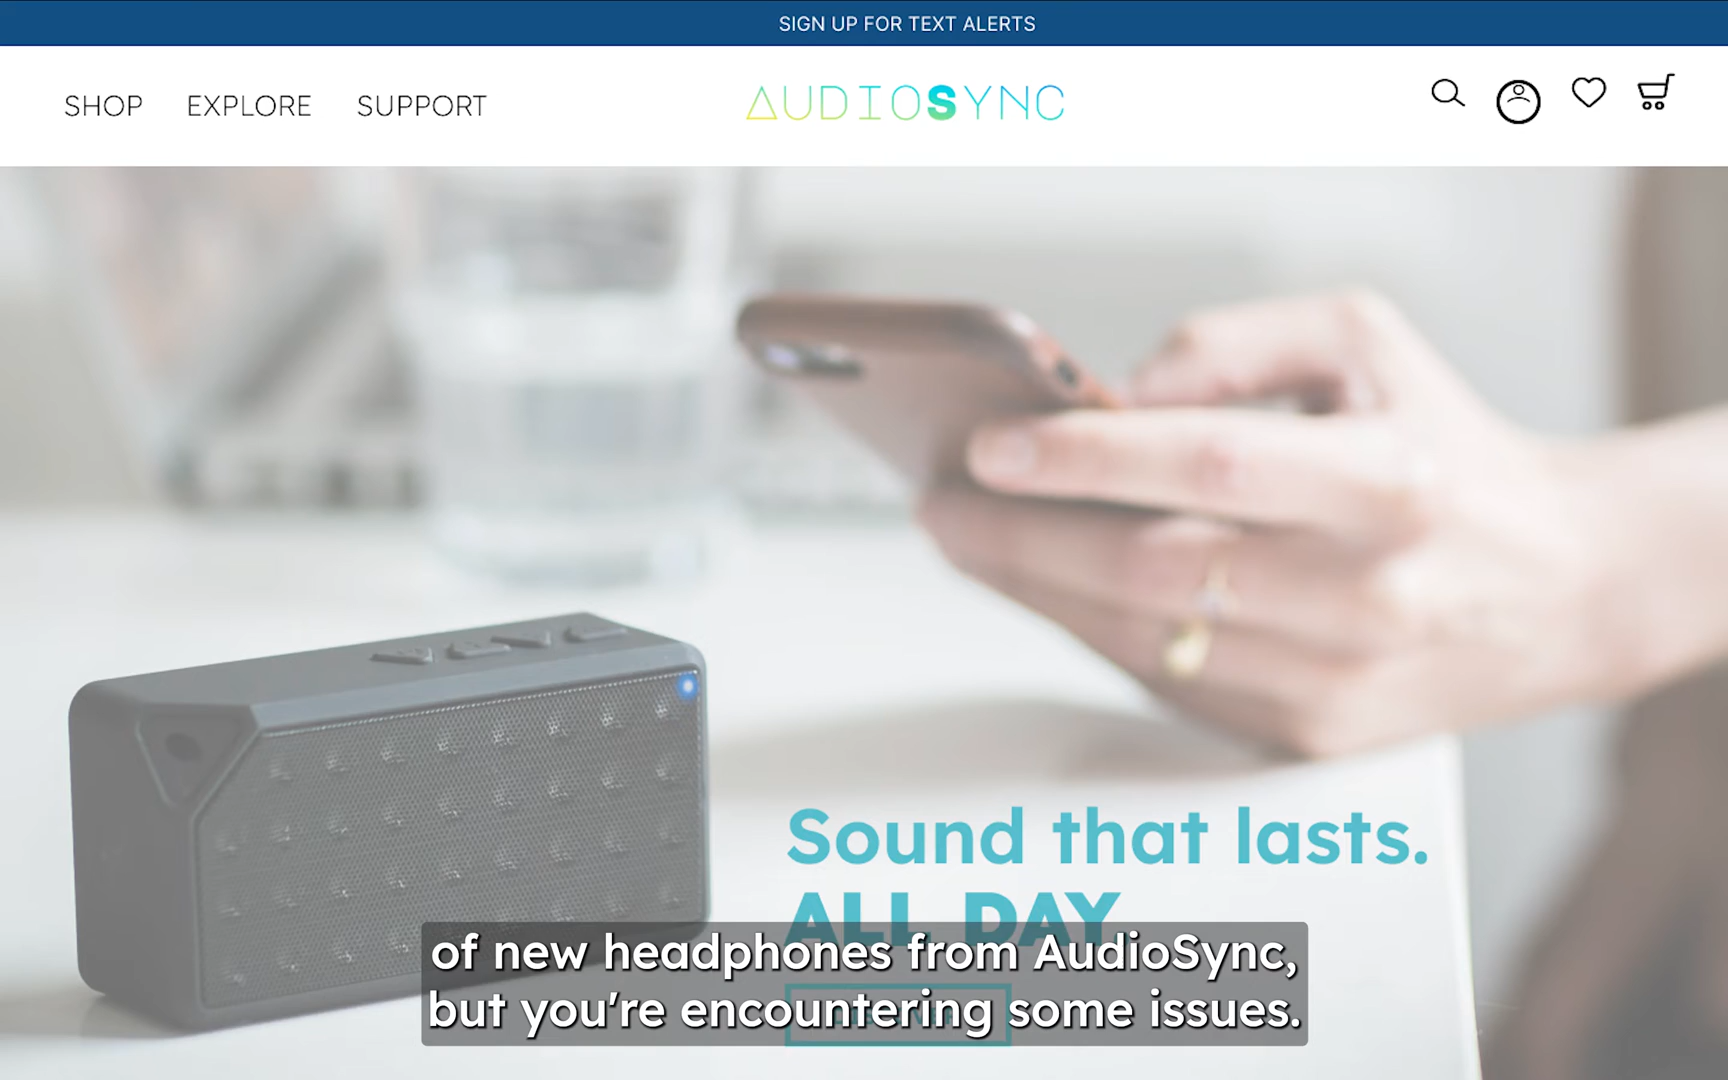 SIGN UP FOR TEXT ALERTS
SHOP EXPLORE SUPPORT
AUDIOSYNC
Sound that lasts.
ALL DAY
of new headphones from AudioSync,
but you're encountering some issues.